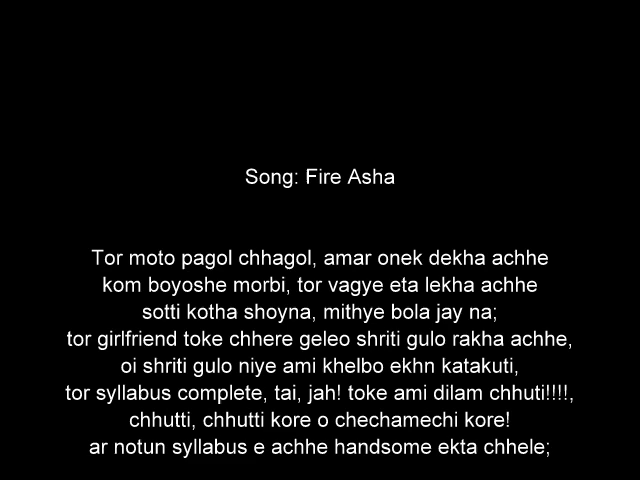 Song: Fire Asha
Tor moto pagol chhagol, amar onek dekha achhe
kom boyoshe morbi, tor vagye eta lekha achhe
sotti kotha shoyna, mithye bola jay na;
tor girlfriend toke chhere geleo shriti gulo rakha achhe,
oi shriti gulo niye ami khelbo ekhn katakuti,
tor syllabus complete, tai, jah! toke ami dilam chhuti!!!!,
chhutti, chhutti kore o chechamechi kore!
ar notun syllabus e achhe handsome ekta chhele;